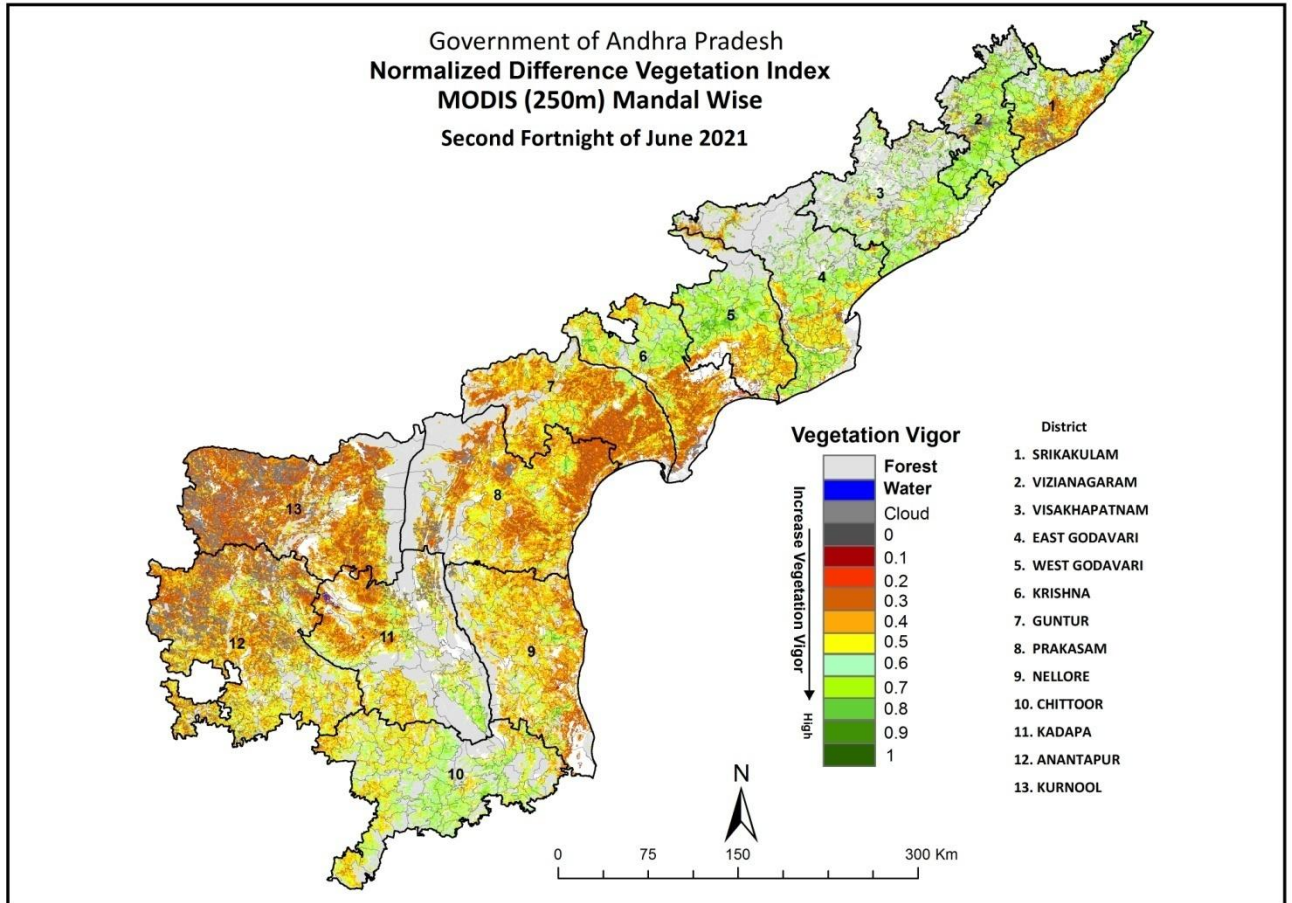 Government of Andhra Pradesh
Normalized Difference Vegetation Index
MODIS (250m) Mandal Wise
Second Fortnight of June 2021
1
2
3
4
5
6
7
8
9
10
11
12
13
Vegetation Vigor
Increase Vegetation Vigor
High
Forest
Water
Cloud
0
0.1
0.2
0.3
0.4
0.5
0.6
0.7
0.8
0.9
1
District
1. SRIKAKULAM
2. VIZIANAGARAM
3. VISAKHAPATNAM
4. EAST GODAVARI
5. WEST GODAVARI
6. KRISHNA
7. GUNTUR
8. PRAKASAM
9. NELLORE
10. CHITTOOR
11. KADAPA
12. ANANTAPUR
13. KURNOOL
N
0 75 150 300 Km